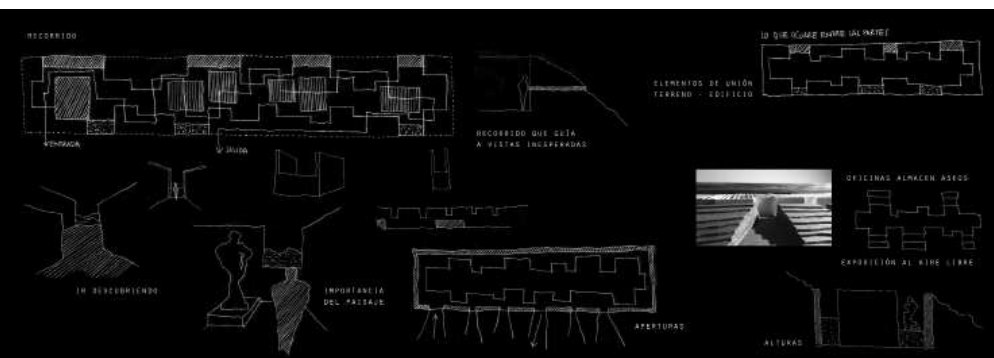 RECORRIDO
ENTRADA
SALIDA
RECORRIDO QUE GUÍA
A VISTAS INESPERADAS
LO QUE OCURRE ENTRE LAS PARTES
ELEMENTOS DE UNIÓN
TERRENO - EDIFICIO
IR DESCUBRIENDO
IMPORTANCIA
DEL PAISAJE
APERTURAS
OFICINAS ALMACEN ASEOS
EXPOSICIÓN AL AIRE LIBRE
ALTURAS